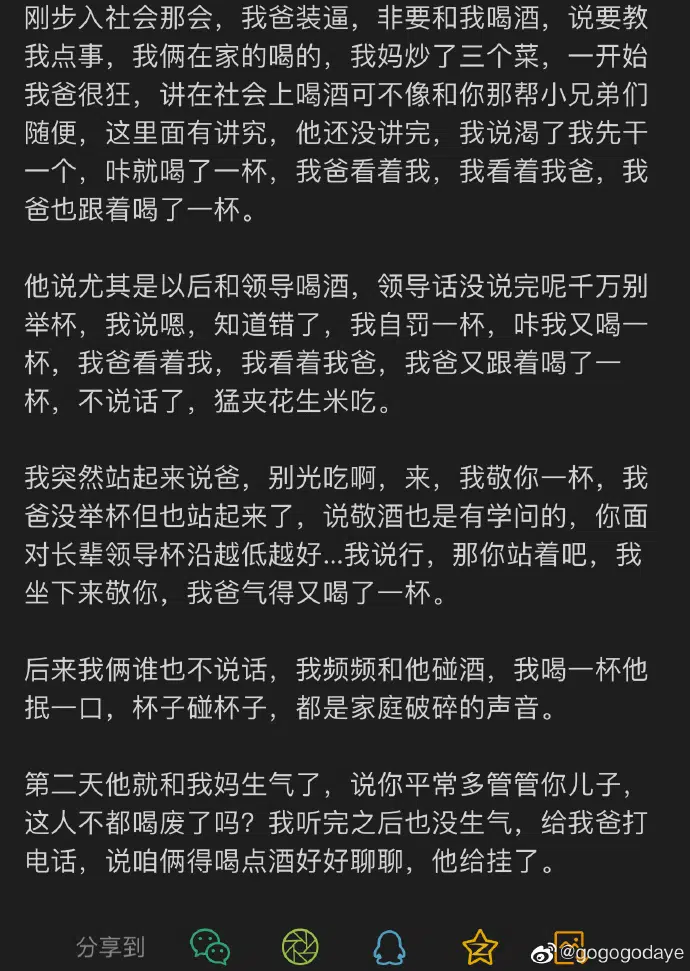 刚步入社会那会，我爸装逼，非要和我喝酒，说要教
我点事，我俩在家的喝的，我妈炒了三个菜，一开始
我爸很狂，讲在社会上喝酒可不像和你那帮小兄弟们
随便，这里面有讲究，他还没讲完，我说渴了我先干
一个，咔就喝了一杯，我爸看着我，我看着我爸，我
爸也跟着喝了一杯。
他说尤其是以后和领导喝酒，领导话没说完呢千万别
举杯，我说嗯，知道错了，我自罚一杯，咔我又喝一
杯，我爸看着我，我看着我爸，我爸又跟着喝了一
杯，不说话了，猛夹花生米吃。
我突然站起来说爸，别光吃啊，来，我敬你一杯，我
爸没举杯但也站起来了，说敬酒也是有学问的，你面
对长辈领导杯沿越低越好...我说行，那你站着吧，我
坐下来敬你，我爸气得又喝了一杯。
后来我俩谁也不说话，我频频和他碰酒，我喝一杯他
抿一口，杯子碰杯子，都是家庭破碎的声音。
第二天他就和我妈生气了，说你平常多管管你儿子，
这人不都喝废了吗？我听完之后也没生气，给我爸打
电话，说咱俩得喝点酒好好聊聊，他给挂了。
分享到
@gogogodaye